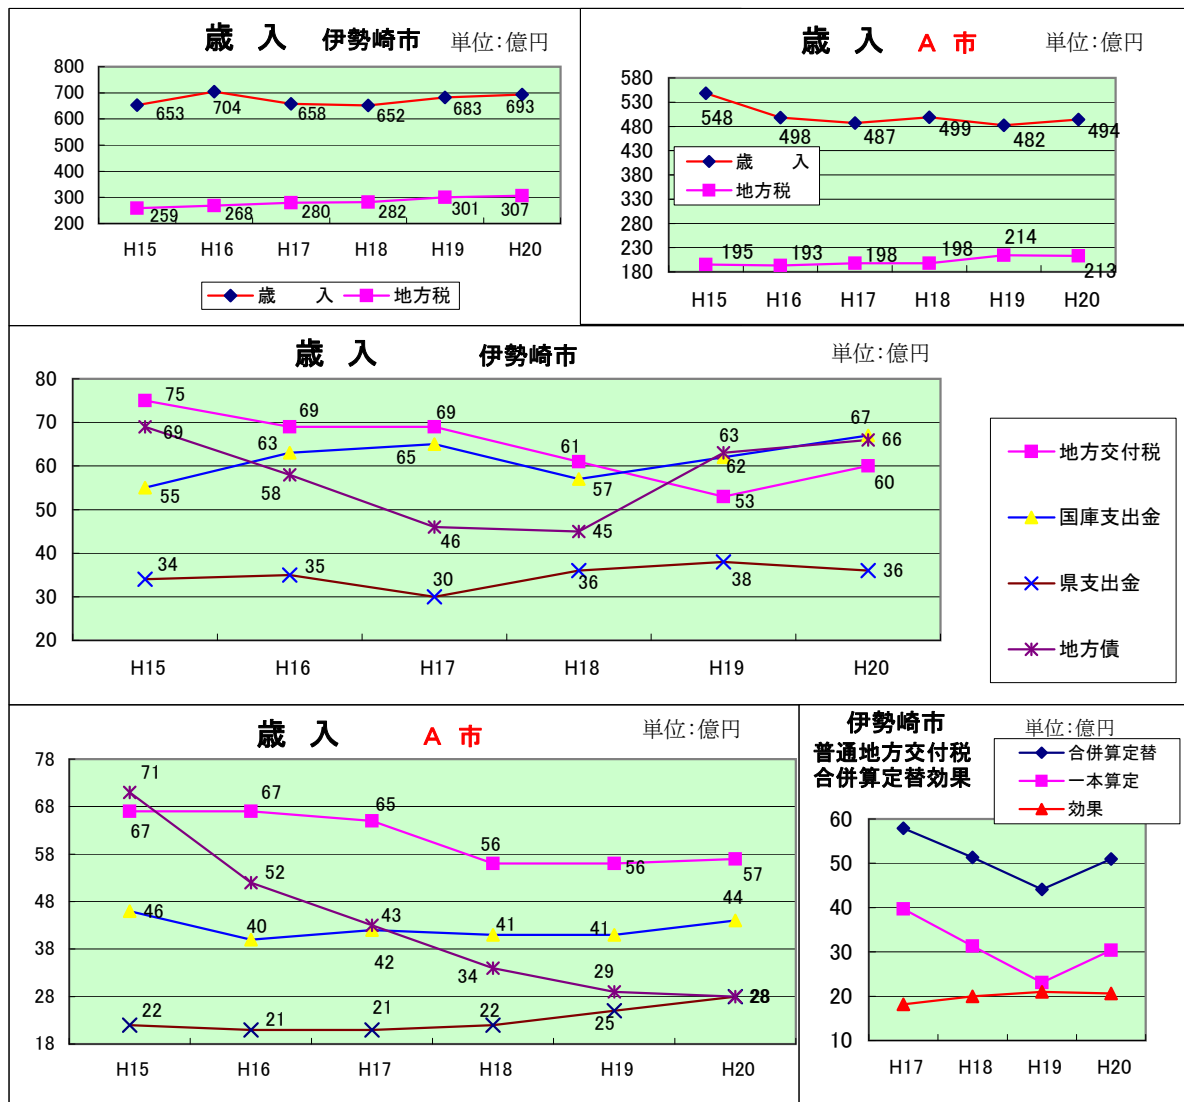 歳 入 伊勢崎市 単位：億円
800
700
600
500
400
300
200
653 704 658 652 683 693
259 268 280 282 301 307
H15 H16 H17 H18 H19 H20
歳 入 地方税
歳 入 A 市 単位：億円
580
530
480
430
380
330
280
230
180
548 498 487 499 482 494
歳 入
地方税
195 193 198 198 214 213
H15 H16 H17 H18 H19 H20
歳 入 伊勢崎市 単位：億円
80
70
60
50
40
30
20
75 69 69 61 53 60
55 63 65 57 62 67
34 35 30 36 38 36
69 58 46 45 63 66
H15 H16 H17 H18 H19 H20
地方交付税
国庫支出金
県支出金
地方債
歳 入 A 市 単位：億円
78
68
58
48
38
28
18
67 67 65 56 56 57
46 40 42 41 41 44
22 21 21 22 25 28
71 52 43 34 29 28
H15 H16 H17 H18 H19 H20
伊勢崎市 単位：億円
普通地方交付税
合併算定替効果
合併算定替
一本算定
効果
60
50
40
30
20
10
H17 H18 H19 H20